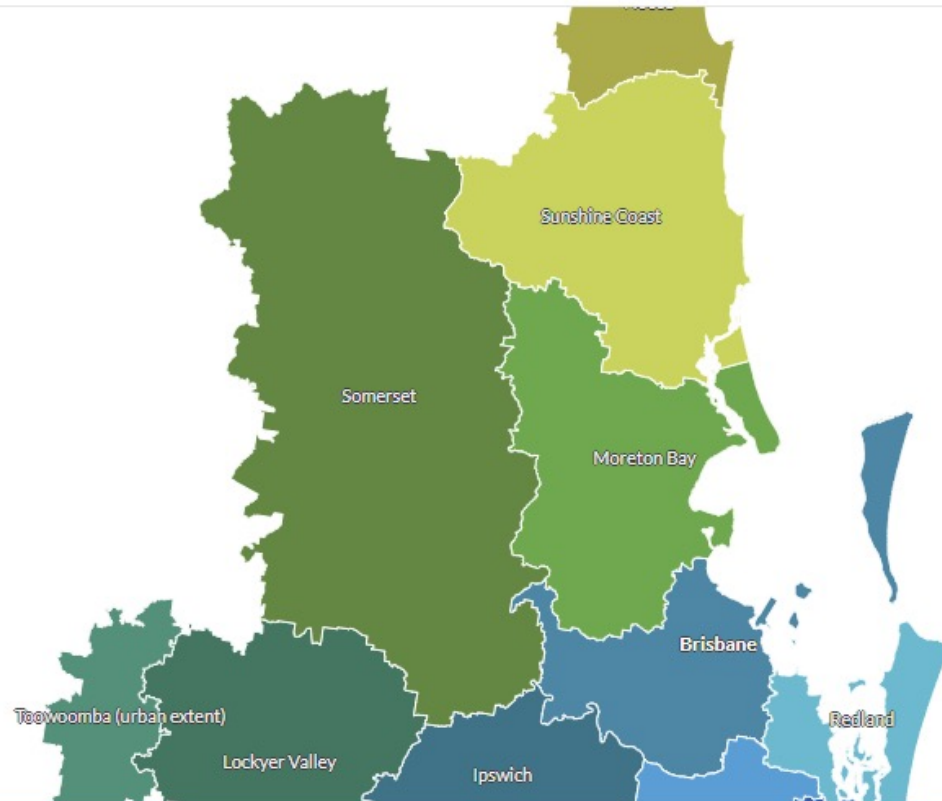 Sunshine Coast
Somerset
Moreton Bay
Brisbane
Toowoomba (urban extent)
Redland
Lockyer Valley
Ipswich